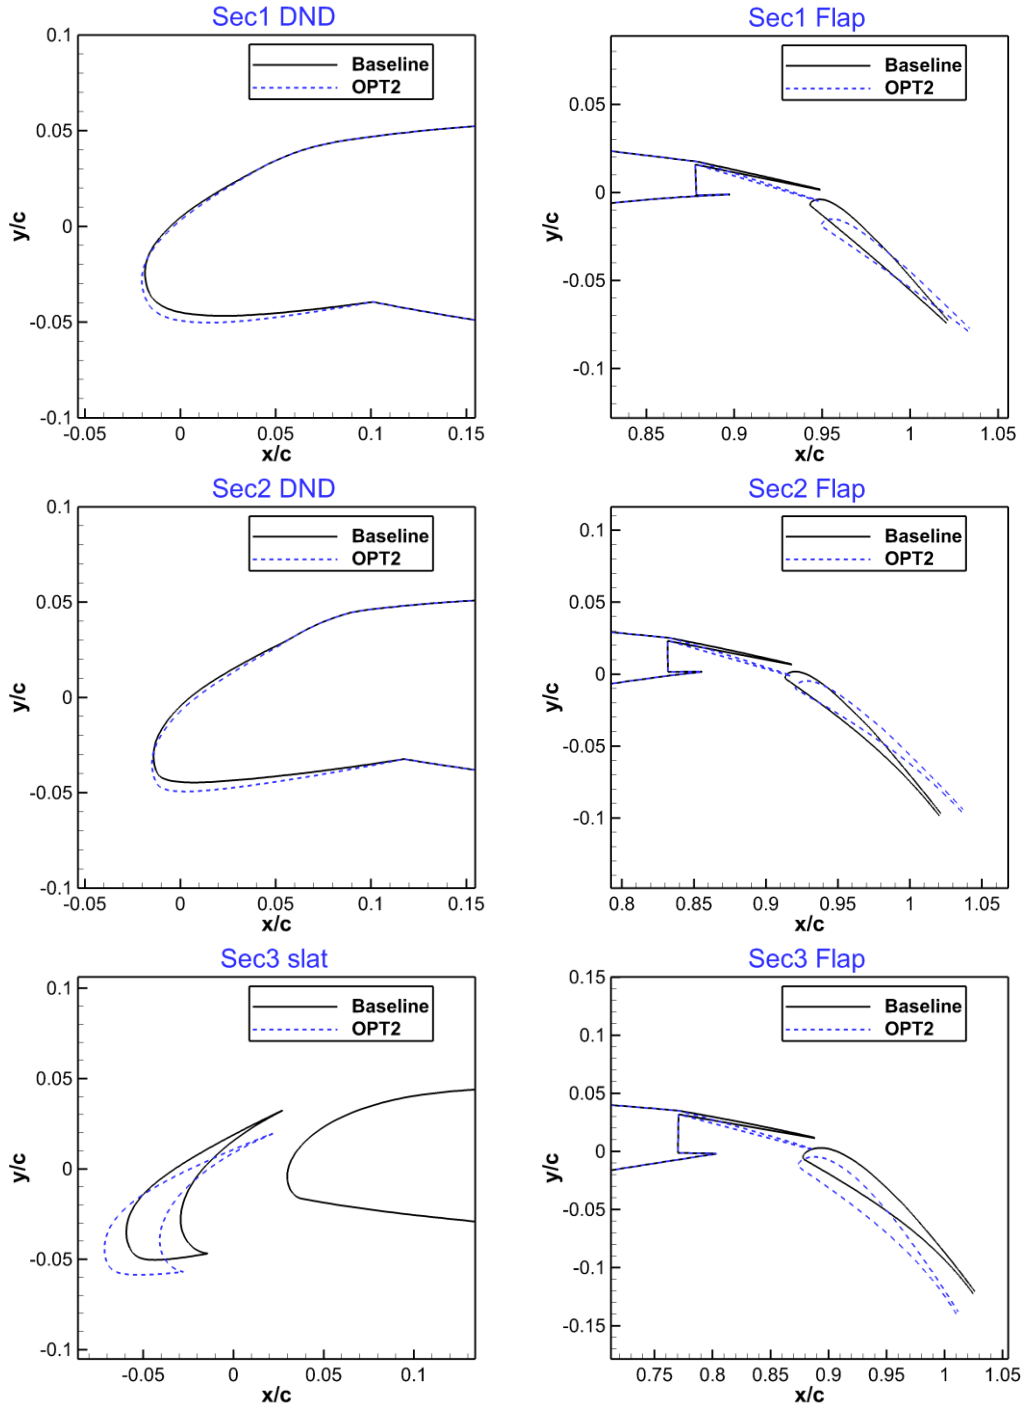 Sec1 DND
Baseline
OPT2
0.1
0.05
0
-0.05
-0.1
y/c
-0.05 0 0.05 0.1 0.15
x/c
Sec1 Flap
Baseline
OPT2
0.05
0
-0.05
-0.1
y/c
0.85 0.9 0.95 1 1.05
x/c
Sec2 DND
Baseline
OPT2
0.1
0.05
0
-0.05
-0.1
y/c
-0.05 0 0.05 0.1 0.15
x/c
Sec2 Flap
Baseline
OPT2
0.1
0.05
0
-0.05
-0.1
y/c
0.8 0.85 0.9 0.95 1 1.05
x/c
Sec3 slat
Baseline
OPT2
0.1
0.05
0
-0.05
-0.1
y/c
-0.05 0 0.05 0.1
x/c
Sec3 Flap
Baseline
OPT2
0.15
0.1
0.05
0
-0.05
-0.1
-0.15
y/c
0.75 0.8 0.85 0.9 0.95 1 1.05
x/c